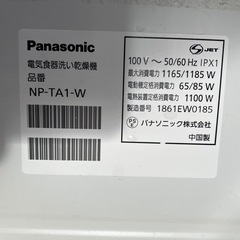 Panasonic
電気食器洗い乾燥機
品番
NP-TA1-W
JET
100 V ～ 50/60 Hz IPX1
最大消費電力 1165/1185 W
電動機定格消費電力 65/85 W
電熱装置定格消費電力 1100 W
製造番号 1861EW0185
PS E パナソニック株式会社
中国製